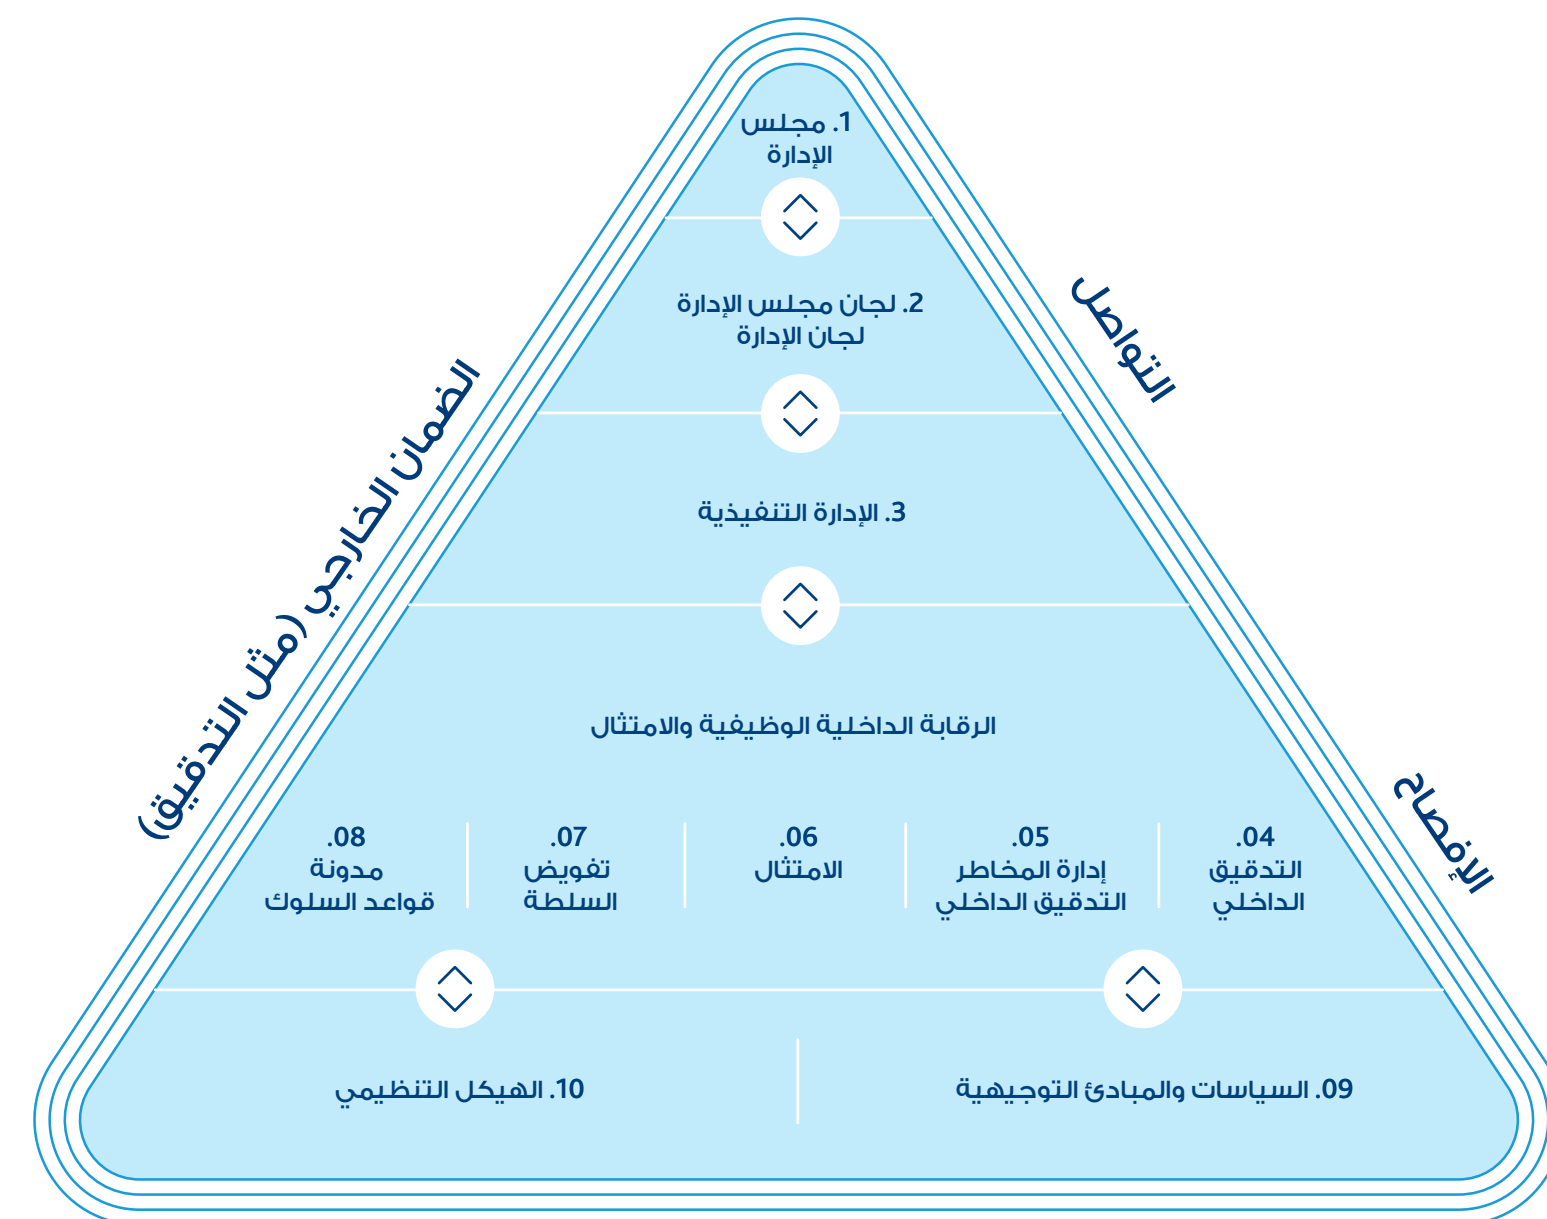 1. مجلس
الإدارة
2. لجان مجلس الإدارة
لجان الإدارة
3. الإدارة التنفيذية
الرقابة الداخلية الوظيفية والامتثال
04.
التدقيق
الداخلي
05.
إدارة المخاطر
التدقيق الداخلي
06.
الامتثال
07.
تفويض
السلطة
08.
مدونة
قواعد السلوك
09. السياسات والمبادئ التوجيهية
10. الهيكل التنظيمي
التواصل
الإفصاح
الضمان الخارجي (مثل التدقيق)